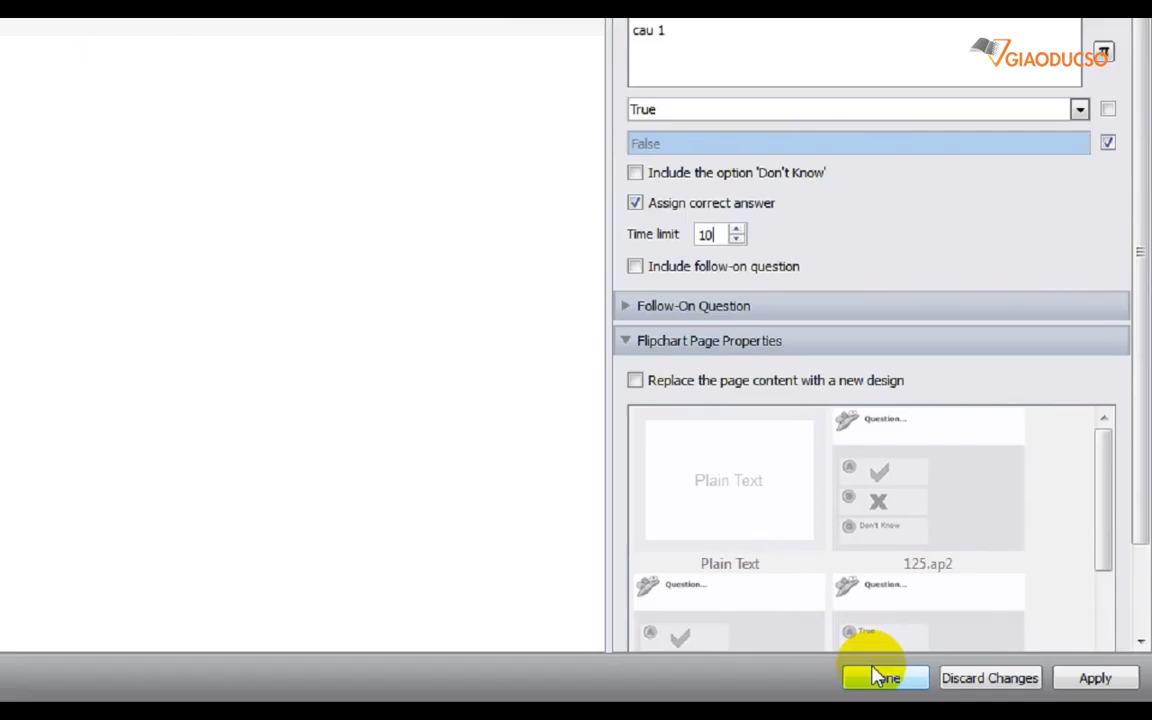 cau 1
GIAODUCSO
π
True
False
Include the option 'Don't Know'
Assign correct answer
Time limit 10
Include follow-on question
Follow-On Question
Flipchart Page Properties
Replace the page content with a new design
Question...
Plain Text
Don't Know
Plain Text 125.ap2
Question... Question...
True
Discard Changes Apply